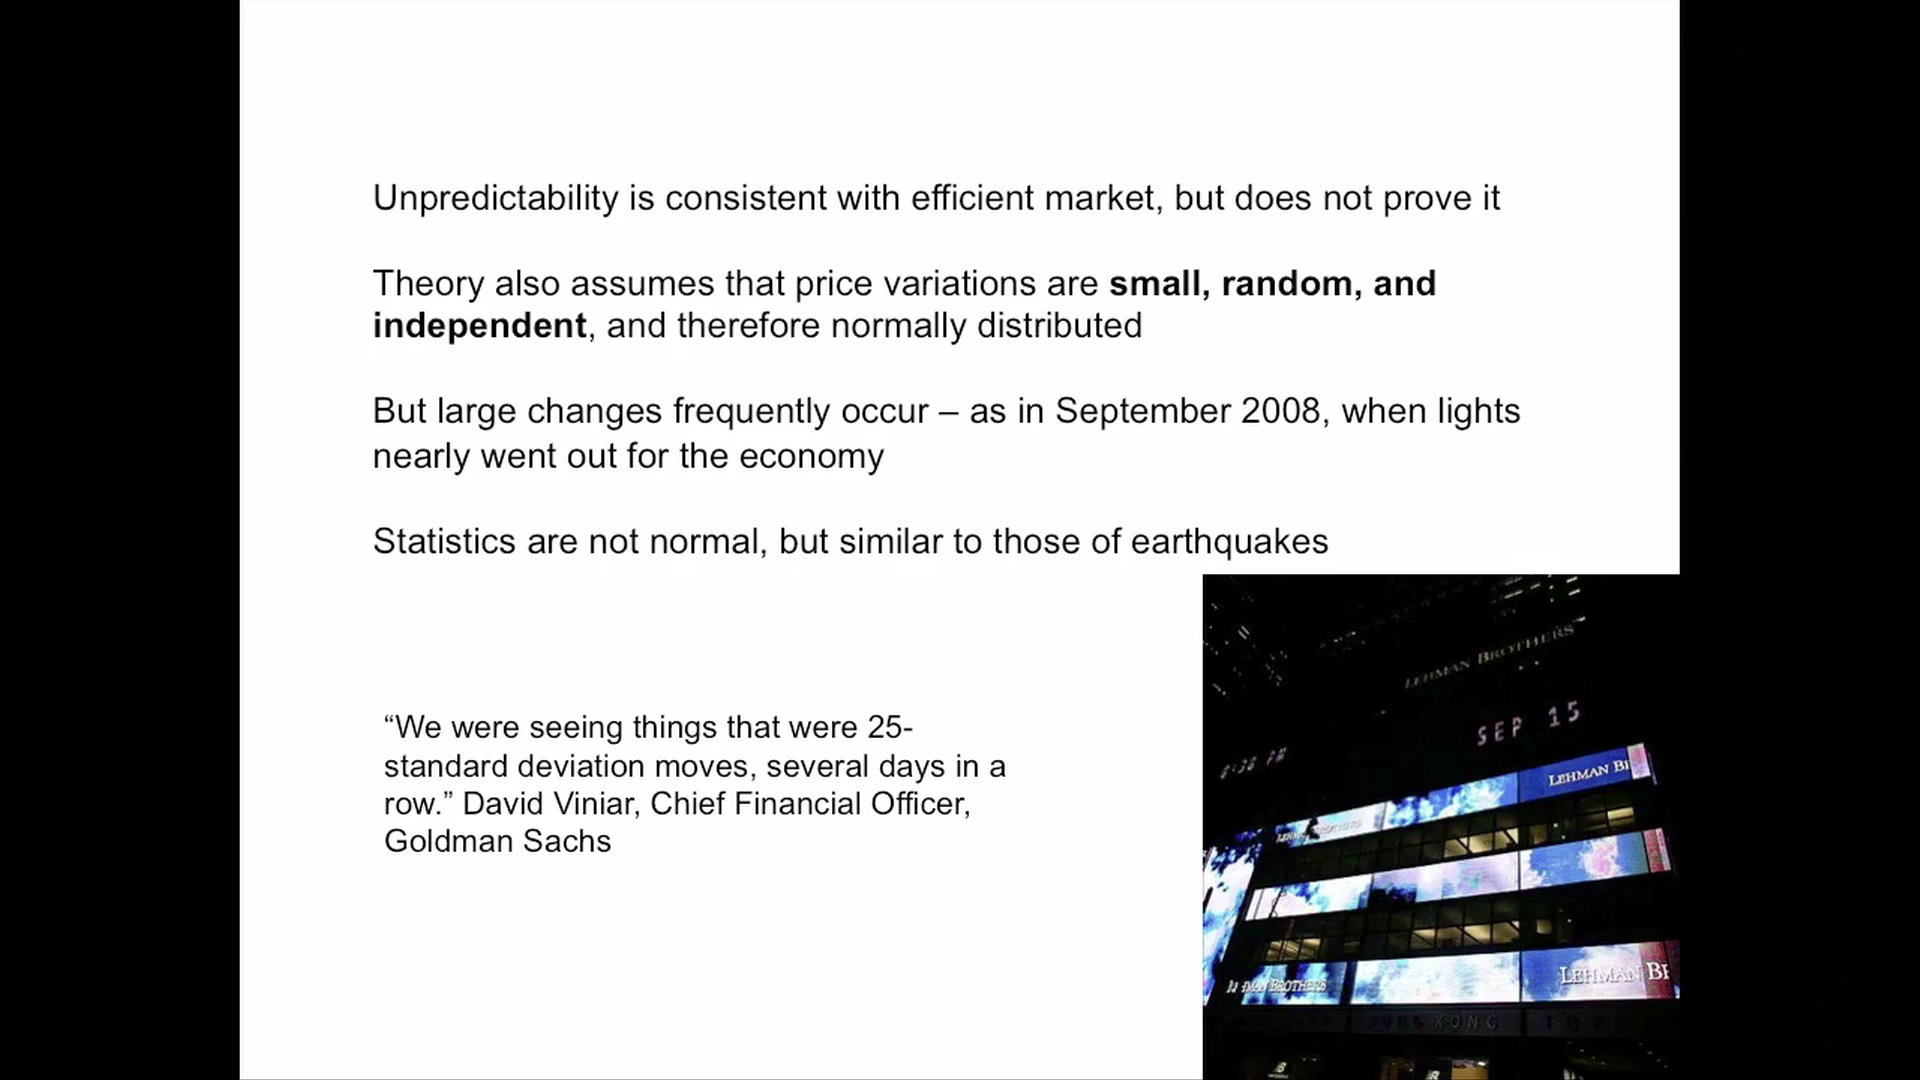 Unpredictability is consistent with efficient market, but does not prove it
Theory also assumes that price variations are small, random, and
independent, and therefore normally distributed
But large changes frequently occur – as in September 2008, when lights
nearly went out for the economy
Statistics are not normal, but similar to those of earthquakes
“We were seeing things that were 25-
standard deviation moves, several days in a
row.” David Viniar, Chief Financial Officer,
Goldman Sachs
LEHMAN BROTHERS
SEP 15
LEHMAN BR
LEHMAN BR
BROTHERS
KONG